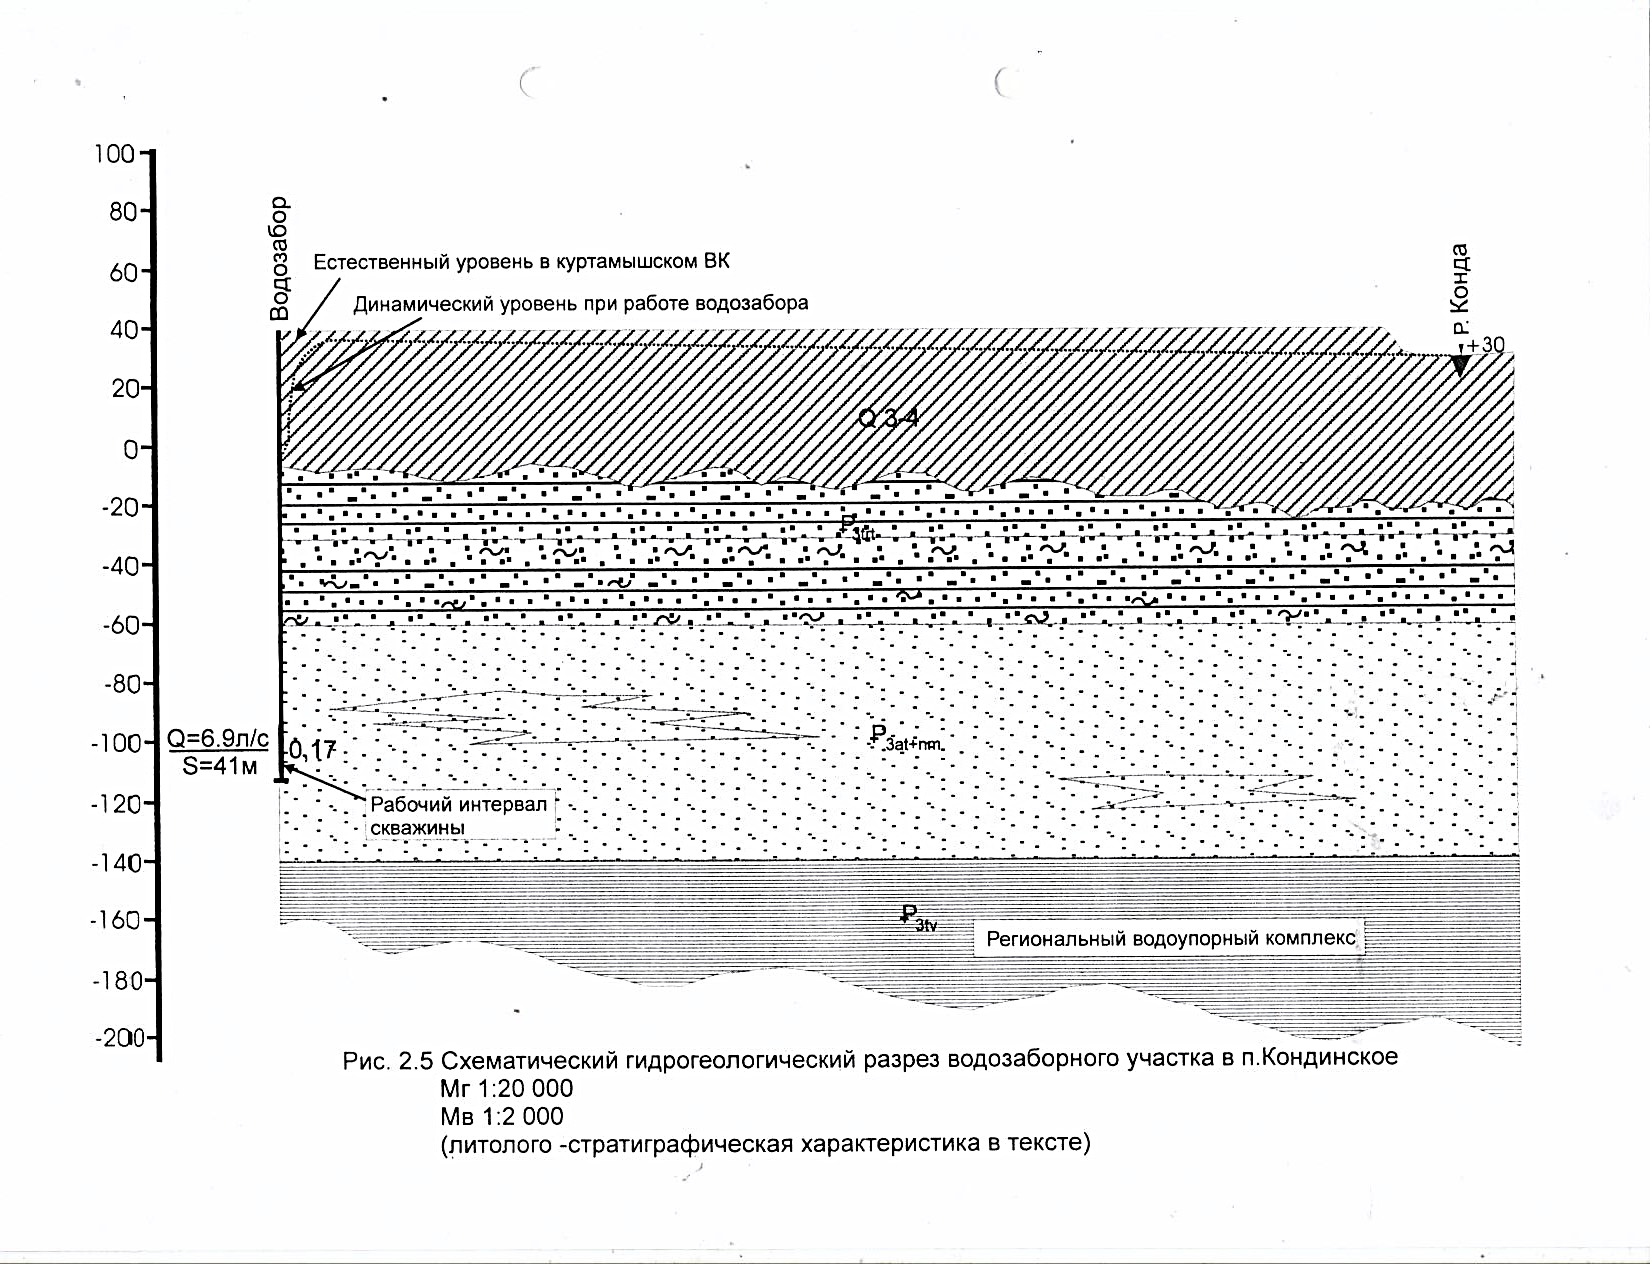 100
80
60
40
20
0
-20
-40
-60
-80
-100
-120
-140
-160
-180
-200
Водозабор
Естественный уровень в куртамышском ВК
Динамический уровень при работе водозабора
р. Конда
+30
Q 3-4
P3trt
P3at+nm
Q=6.9л/с
S=41м
0,17
Рабочий интервал
скважины
P3tv
Региональный водоупорный комплекс
Рис. 2.5 Схематический гидрогеологический разрез водозаборного участка в п.Кондинское
Мг 1:20 000
Мв 1:2 000
(литолого -стратиграфическая характеристика в тексте)